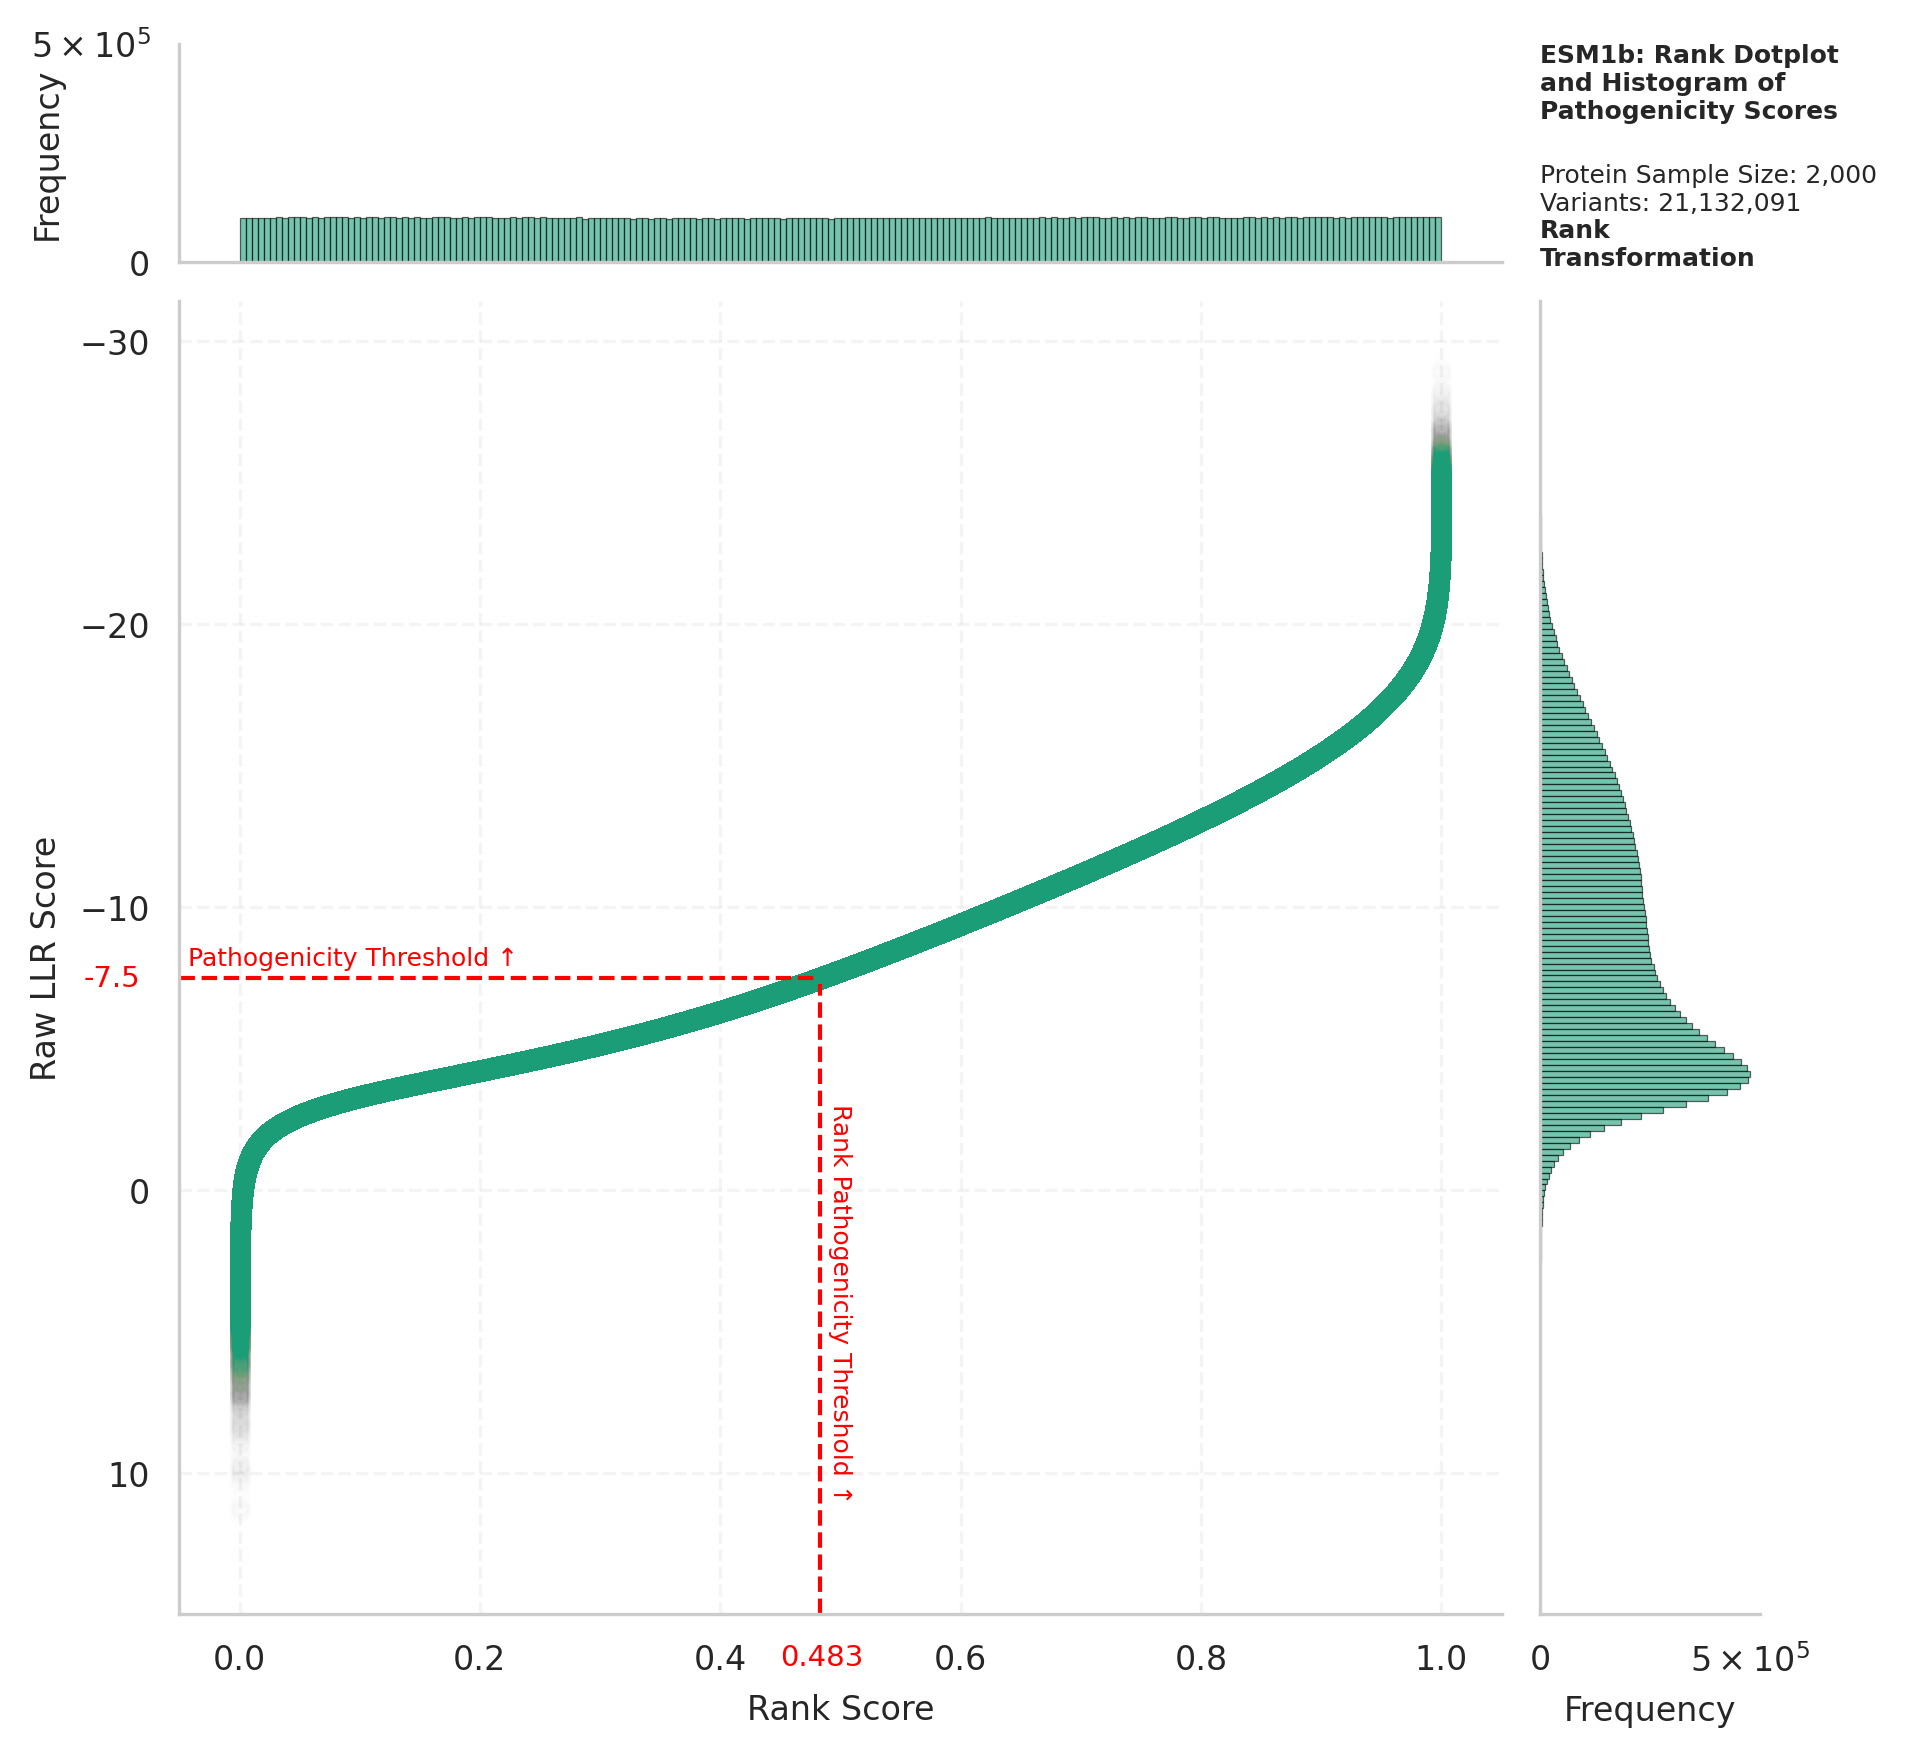 5 × 10⁵
Frequency
0
ESM1b: Rank Dotplot
and Histogram of
Pathogenicity Scores
Protein Sample Size: 2,000
Variants: 21,132,091
Rank
Transformation
−30
−20
−10
-7.5
0
10
Raw LLR Score
Pathogenicity Threshold ↑
Rank Pathogenicity Threshold ↑
0.0
0.2
0.4
0.483
0.6
0.8
1.0
Rank Score
0
5 × 10⁵
Frequency